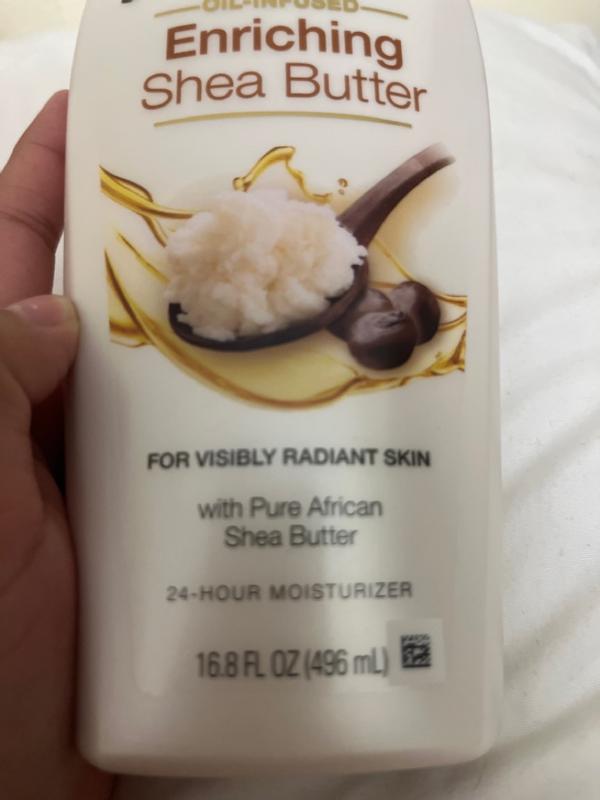 OIL-INFUSED
Enriching
Shea Butter
FOR VISIBLY RADIANT SKIN
with Pure African
Shea Butter
24-HOUR MOISTURIZER
16.8 FL OZ (496 mL)